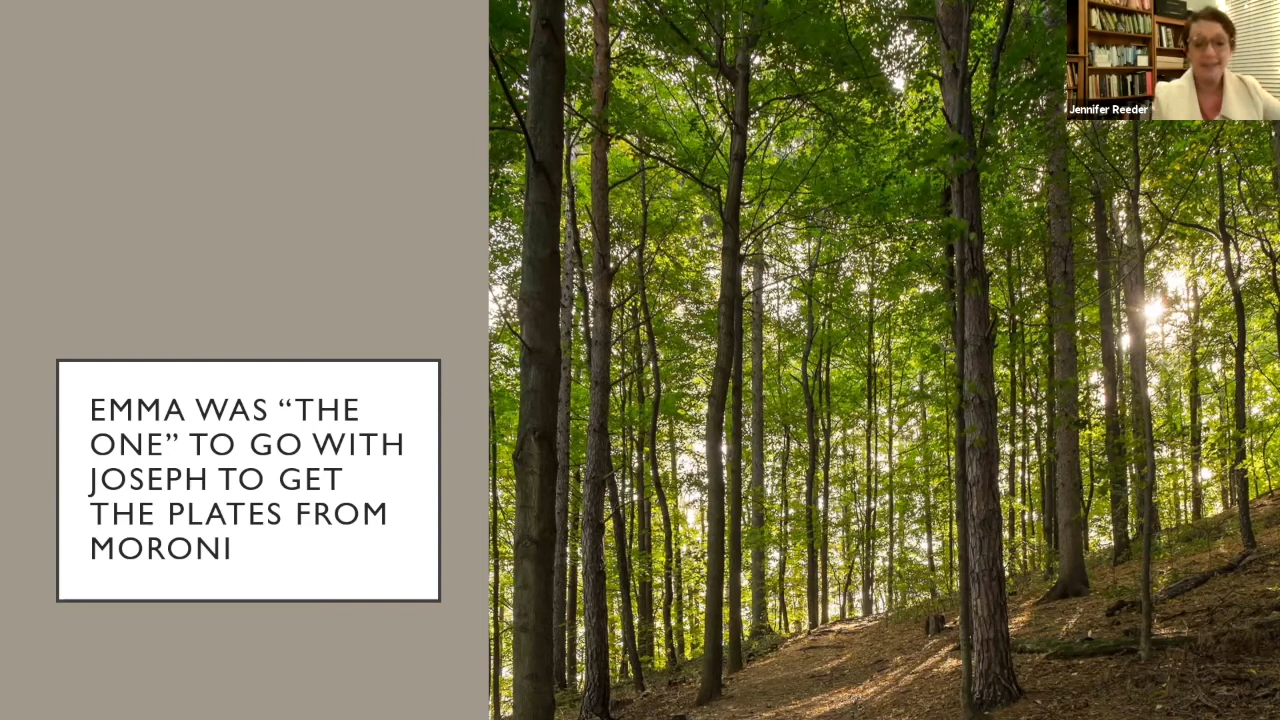 Jennifer Reeder
EMMA WAS “THE
ONE” TO GO WITH
JOSEPH TO GET
THE PLATES FROM
MORONI